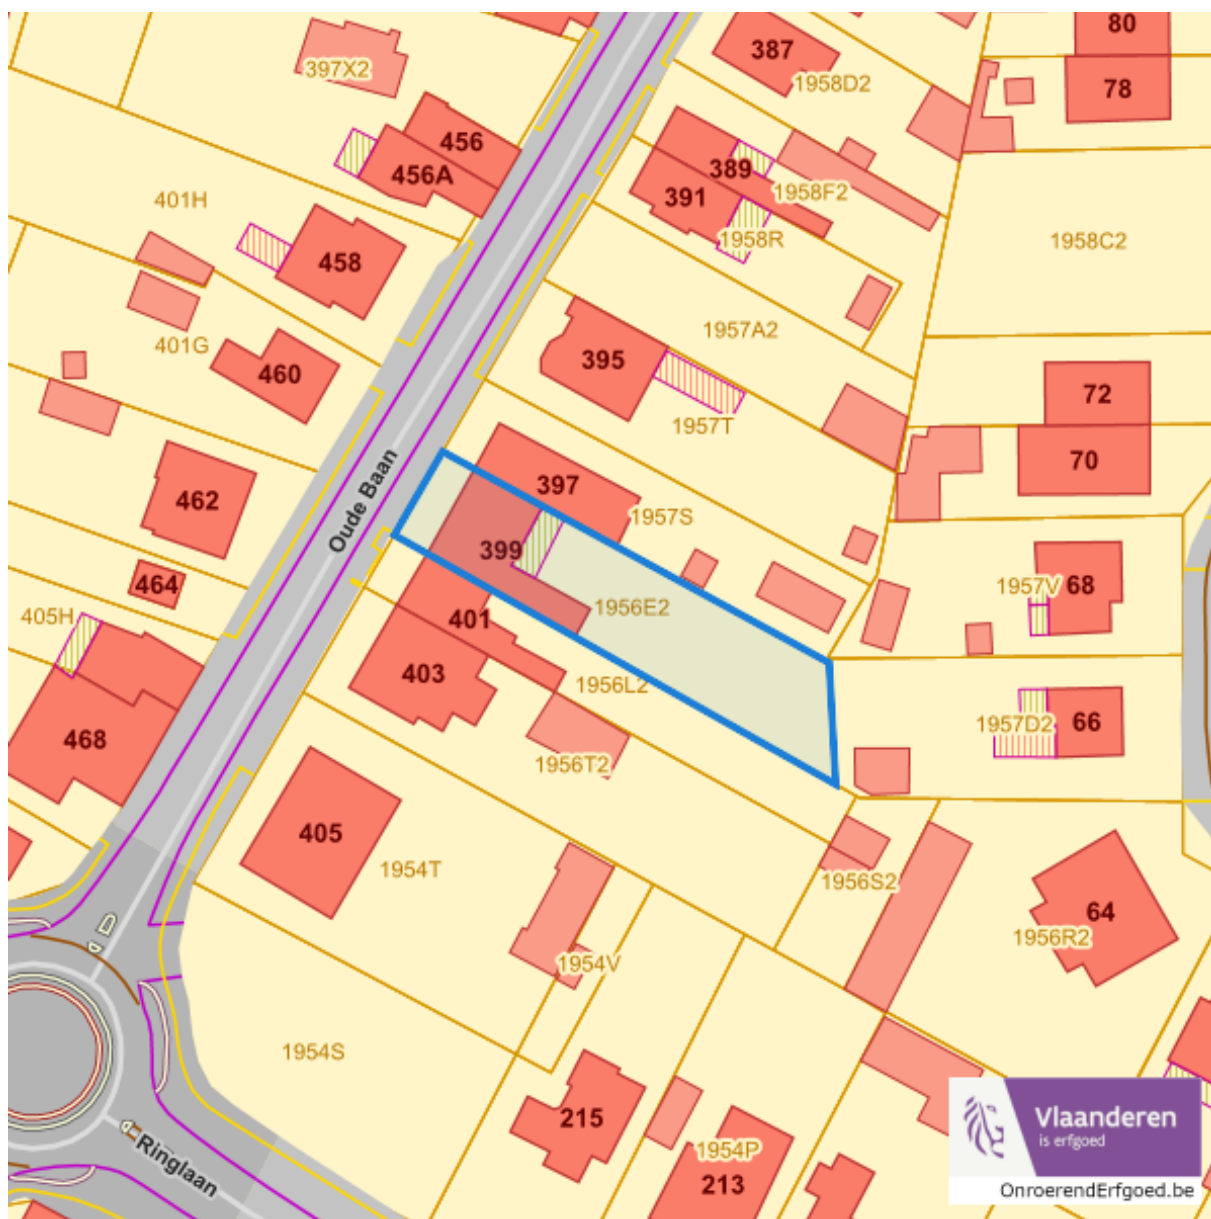 80
387
1958D2
78
397X2
456
456A
389
391
1958F2
401H
1958R
1958C2
458
1957A2
401G
460
395
72
1957T
70
Oude Baan
462
397
1957S
399
464
1957V
68
1956E2
405H
401
403
1956L2
468
1957D2
66
1956T2
405
1954T
1956S2
64
1956R2
1954V
1954S
215
Vlaanderen
is erfgoed
Ringlaan
1954P
213
OnroerendErfgoed.be